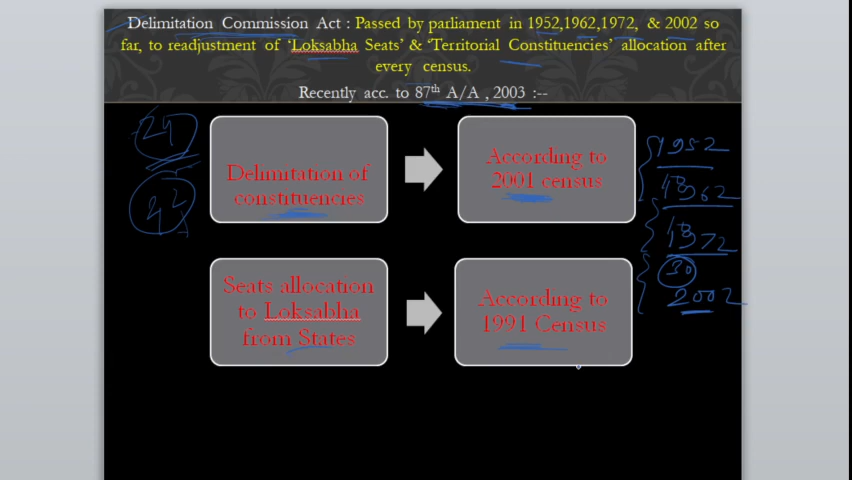 Delimitation Commission Act : Passed by parliament in 1952,1962,1972, & 2002 so
far, to readjustment of ‘Loksabha Seats’ & ‘Territorial Constituencies’ allocation after
every census.
Recently acc. to 87th A/A , 2003 :--
Delimitation of
constituencies
According to
2001 census
Seats allocation
to Loksabha
from States
According to
1991 Census
42
1952
1962
1972
30
2002